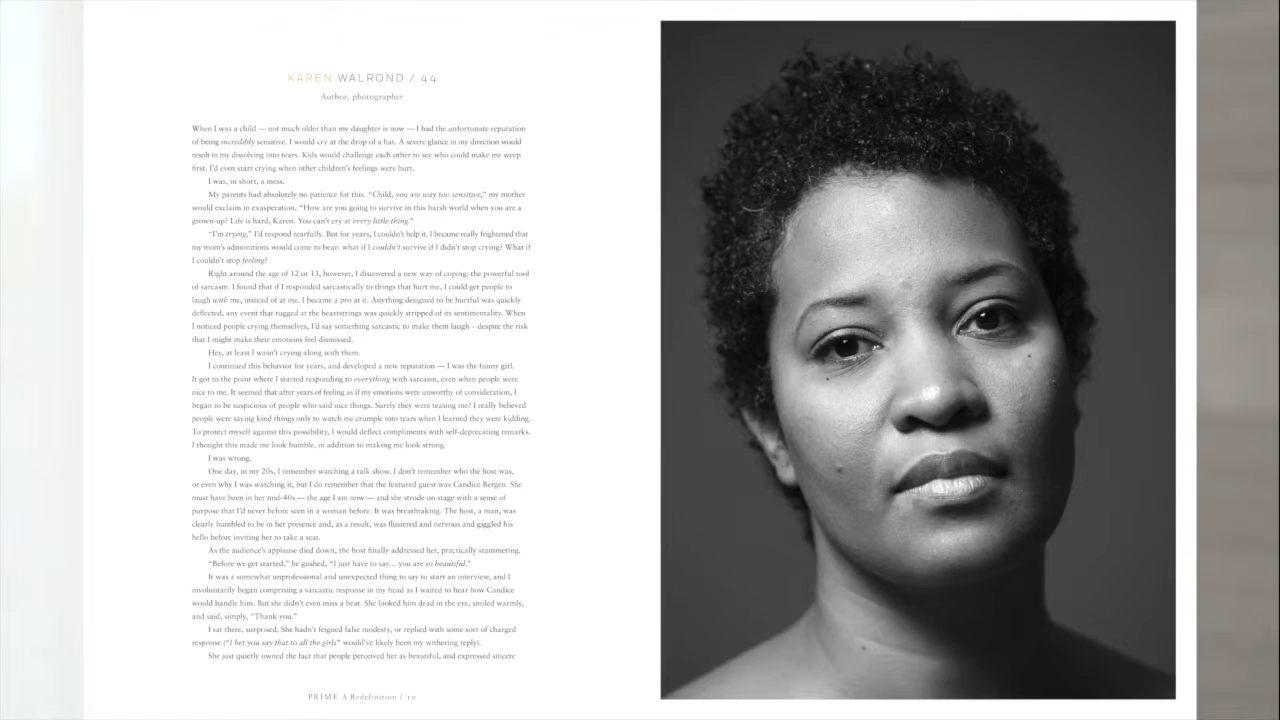 KAREN WALROND / 44
Author, photographer
When I was a child — not much older than my daughter is now — I had the unfortunate reputation
of being incredibly sensitive. I would cry at the drop of a hat. A severe glance in my direction would
result in my dissolving into tears. Kids would challenge each other to see who could make me weep
first. I'd even start crying when other children's feelings were hurt.
I was, in short, a mess.
My parents had absolutely no patience for this. “Child, you are way too sensitive,” my mother
would exclaim in exasperation. “How are you going to survive in this harsh world when you are a
grown-up? Life is hard, Karen. You can't cry at every little thing.”
“I'm trying,” I'd respond tearfully. But for years, I couldn't help it. I became really frightened that
my mom's admonitions would come to bear: what if I couldn't survive if I didn't stop crying? What if
I couldn't stop feeling?
Right around the age of 12 or 13, however, I discovered a new way of coping: the powerful tool
of sarcasm. I found that if I responded sarcastically to things that hurt me, I could get people to
laugh with me, instead of at me. I became a pro at it. Anything designed to be hurtful was quickly
deflected, any event that tugged at the heartstrings was quickly stripped of its sentimentality. When
I noticed people crying themselves, I'd say something sarcastic to make them laugh – despite the risk
that I might make their emotions feel dismissed.
Hey, at least I wasn't crying along with them.
I continued this behavior for years, and developed a new reputation — I was the funny girl.
It got to the point where I started responding to everything with sarcasm, even when people were
nice to me. It seemed that after years of feeling as if my emotions were unworthy of consideration, I
began to be suspicious of people who said nice things. Surely they were teasing me? I really believed
people were saying kind things only to watch me crumple into tears when I learned they were kidding.
To protect myself against this possibility, I would deflect compliments with self-deprecating remarks.
I thought this made me look humble, in addition to making me look strong.
I was wrong.
One day, in my 20s, I remember watching a talk show. I don't remember who the host was,
or even why I was watching it, but I do remember that the featured guest was Candice Bergen. She
must have been in her mid-40s — the age I am now — and she strode on stage with a sense of
purpose that I'd never before seen in a woman before. It was breathtaking. The host, a man, was
clearly humbled to be in her presence and, as a result, was flustered and nervous and giggled his
hello before inviting her to take a seat.
As the audience's applause died down, the host finally addressed her, practically stammering.
“Before we get started,” he gushed, “I just have to say... you are so beautiful.”
It was a somewhat unprofessional and unexpected thing to say to start an interview, and I
involuntarily began comprising a sarcastic response in my head as I waited to hear how Candice
would handle him. But she didn't even miss a beat. She looked him dead in the eye, smiled warmly,
and said, simply, “Thank you.”
I sat there, surprised. She hadn't feigned false modesty, or replied with some sort of charged
response (“I bet you say that to all the girls” would've likely been my withering reply).
She just quietly owned the fact that people perceived her as beautiful, and expressed sincere
PRIME A Redefinition / 10